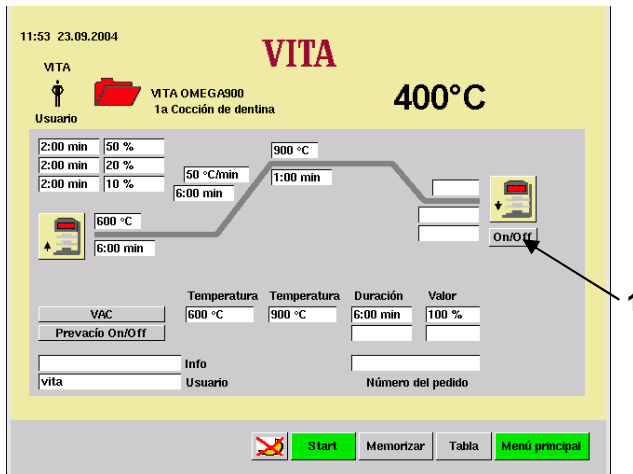 11:53 23.09.2004
VITA
VITA
Usuario
VITA OMEGA900
1a Cocción de dentina
400°C
2:00 min 50 %
2:00 min 20 %
2:00 min 10 %
50 °C/min
6:00 min
900 °C
1:00 min
600 °C
6:00 min
On/Off
1
Temperatura Temperatura Duración Valor
VAC 600 °C 900 °C 6:00 min 100 %
Prevacío On/Off
Info
vita Usuario Número del pedido
Start Memorizar Tabla Menú principal